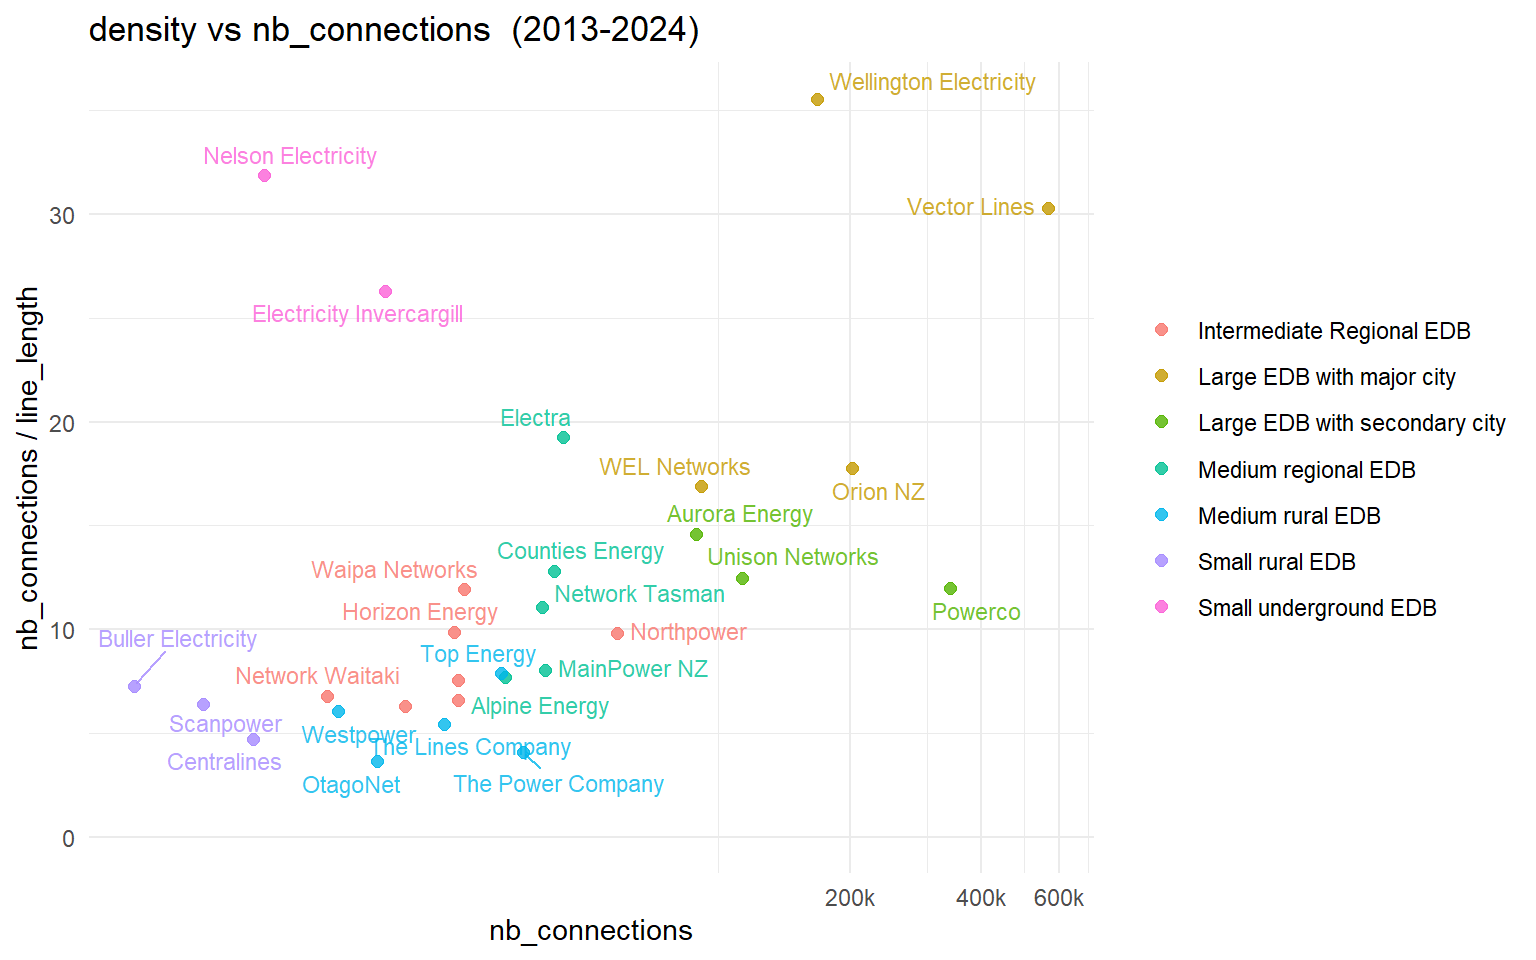 density vs nb_connections (2013-2024)
Wellington Electricity
Nelson Electricity
Vector Lines
30
Electricity Invercargill
Electra
20
WEL Networks
Orion NZ
Aurora Energy
Counties Energy
Unison Networks
Waipa Networks
Network Tasman
Horizon Energy
Powerco
10
Northpower
Buller Electricity
Top Energy
MainPower NZ
Network Waitaki
Alpine Energy
Scanpower
Westpower
The Lines Company
Centralines
OtagoNet
The Power Company
0
200k
400k
600k
nb_connections
nb_connections / line_length
Intermediate Regional EDB
Large EDB with major city
Large EDB with secondary city
Medium regional EDB
Medium rural EDB
Small rural EDB
Small underground EDB